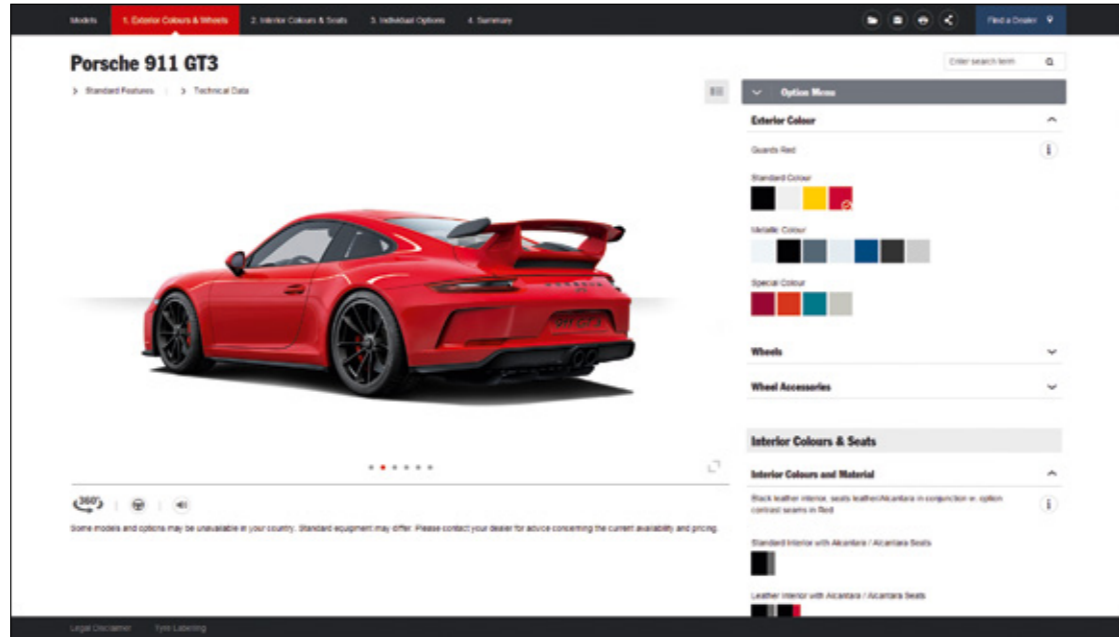 Models
1. Exterior Colours & Wheels
2. Interior Colours & Seats
3. Individual Options
4. Summary
Find a Dealer
Porsche 911 GT3
Enter search term
Standard Features
Technical Data
Option Menu
Exterior Colour
Guards Red
i
Standard Colour
Metallic Colour
Special Colour
911 GT3
Wheels
Wheel Accessories
Interior Colours & Seats
Interior Colours and Material
Black leather interior, seats leather/Alcantara in conjunction w. option
contrast seams in Red
i
360°
Some models and options may be unavailable in your country. Standard equipment may differ. Please contact your dealer for advice concerning the current availability and pricing.
Standard Interior with Alcantara / Alcantara Seats
Leather Interior with Alcantara / Alcantara Seats
Legal Disclaimer
Tyre Labelling